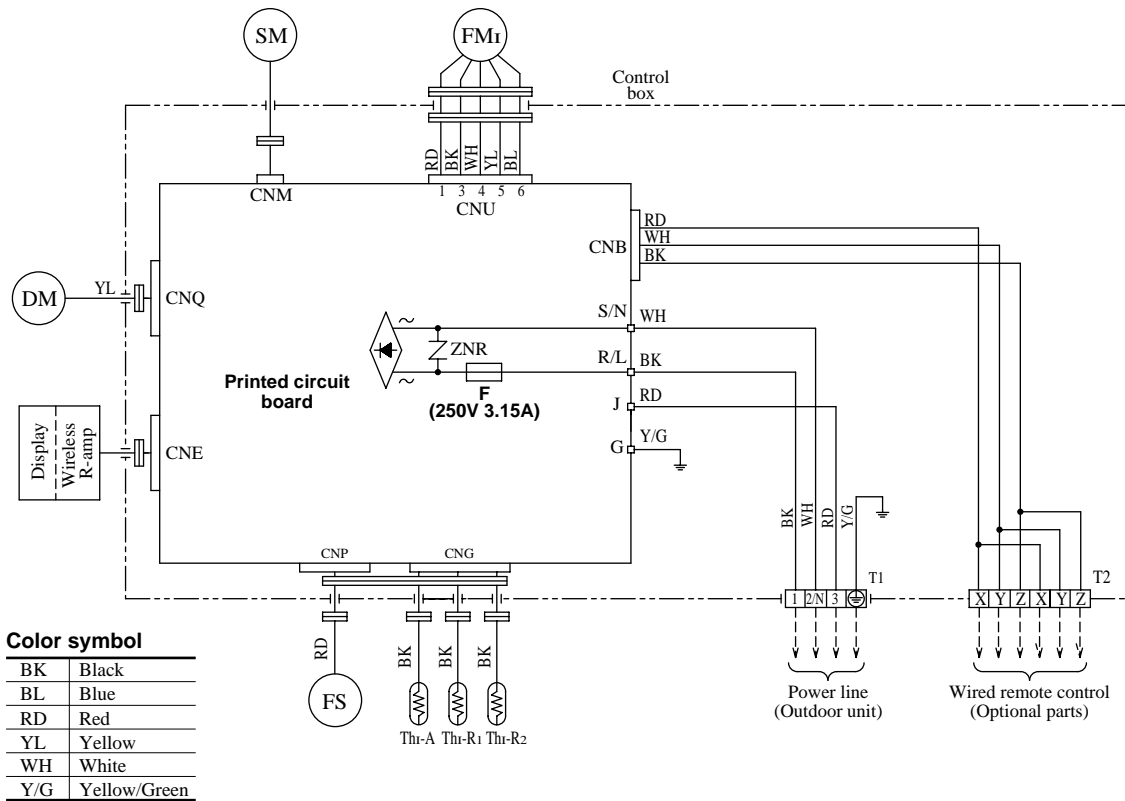 SM
FMI
Control
box
RD
BK
WH
YL
BL
1 3 4 5 6
CNM
CNU
CNB
RD
WH
BK
DM
YL
CNQ
S/N
WH
ZNR
R/L
BK
Printed circuit
board
F
(250V 3.15A)
J
RD
G
Y/G
Display
Wireless
R-amp
CNE
BK
WH
RD
Y/G
CNP
CNG
T1
T2
1 2/N 3
X Y Z X Y Z
RD
BK
BK
BK
FS
ThI-A ThI-R1 ThI-R2
Power line
(Outdoor unit)
Wired remote control
(Optional parts)
Color symbol
BK Black
BL Blue
RD Red
YL Yellow
WH White
Y/G Yellow/Green